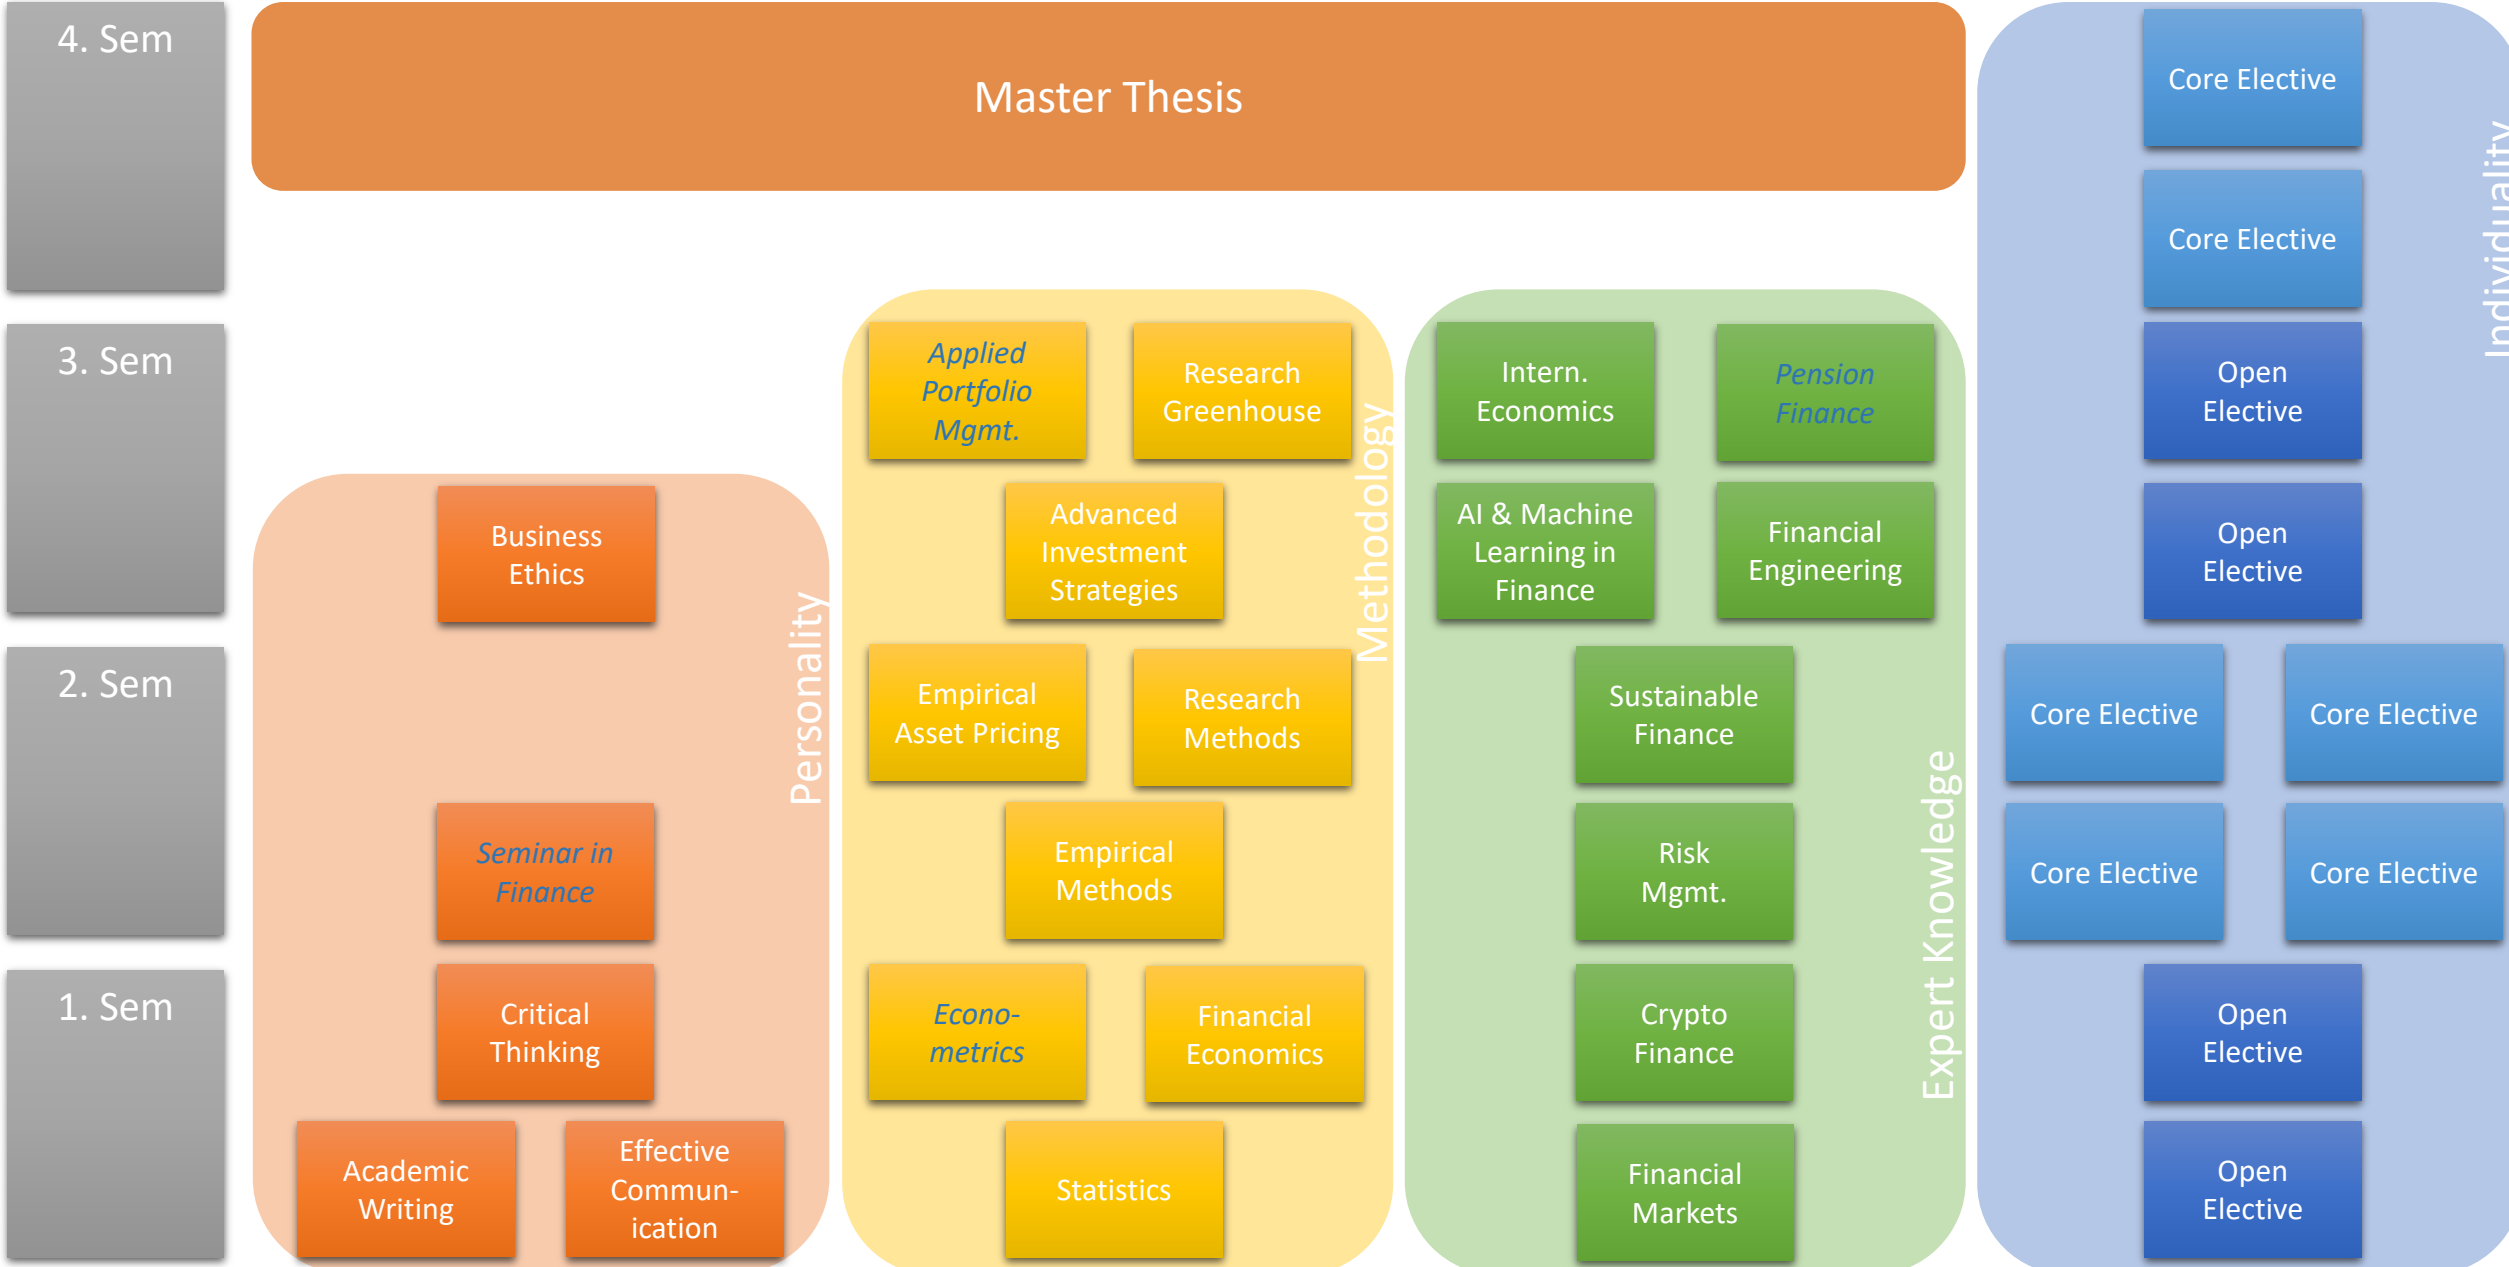 4. Sem
Master Thesis
Core Elective
Core Elective
Individuality
3. Sem
Applied
Portfolio
Mgmt.
Research
Greenhouse
Intern.
Economics
Pension
Finance
Open
Elective
Business
Ethics
Advanced
Investment
Strategies
AI & Machine
Learning in
Finance
Financial
Engineering
Open
Elective
Personality
Methodology
2. Sem
Empirical
Asset Pricing
Research
Methods
Sustainable
Finance
Core Elective
Core Elective
Seminar in
Finance
Empirical
Methods
Risk
Mgmt.
Core Elective
Core Elective
Expert Knowledge
1. Sem
Critical
Thinking
Econo-
metrics
Financial
Economics
Crypto
Finance
Open
Elective
Academic
Writing
Effective
Commun-
ication
Statistics
Financial
Markets
Open
Elective